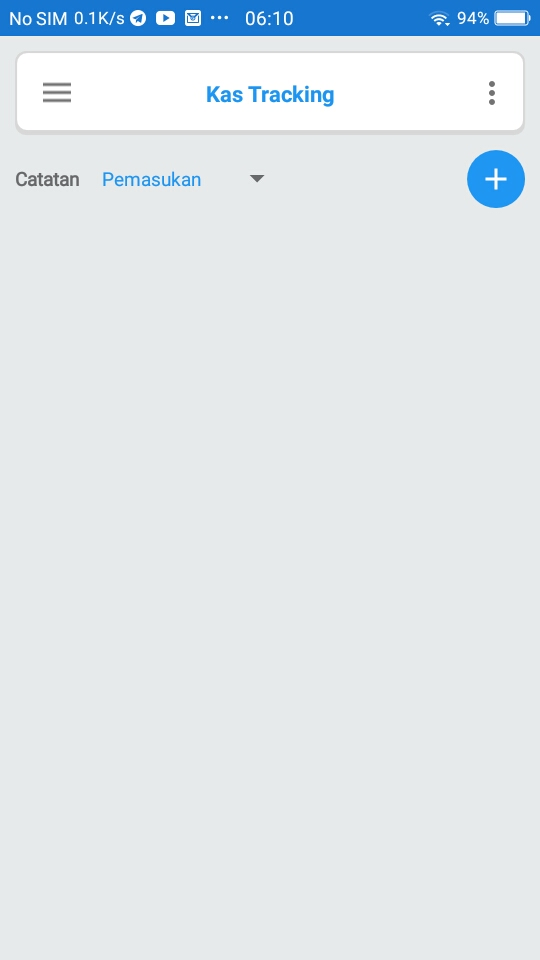 No SIM 0.1K/s ••• 06:10 94%
Kas Tracking
Catatan Pemasukan